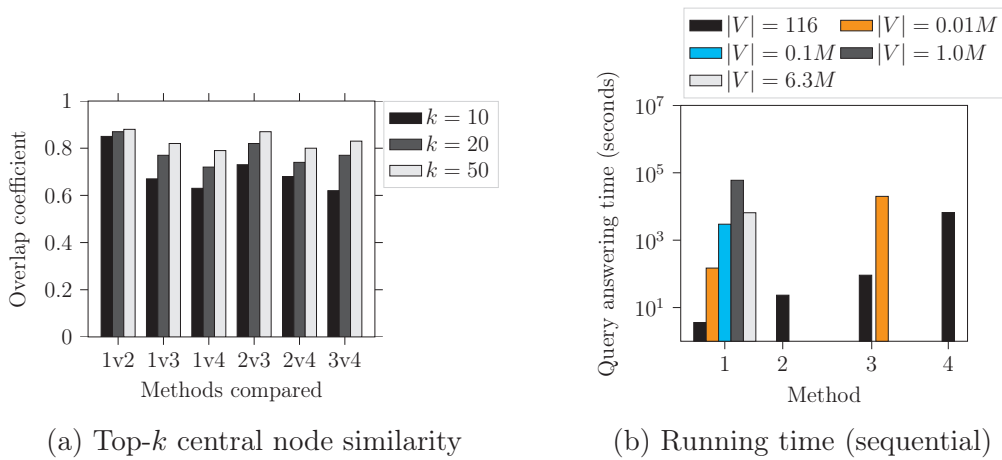 1
0.8
0.6
0.4
0.2
0
Overlap coefficient
1v2 1v3 1v4 2v3 2v4 3v4
Methods compared
k = 10
k = 20
k = 50
(a) Top-k central node similarity
|V| = 116
|V| = 0.01M
|V| = 0.1M
|V| = 1.0M
|V| = 6.3M
10^7
10^5
10^3
10^1
Query answering time (seconds)
1 2 3 4
Method
(b) Running time (sequential)